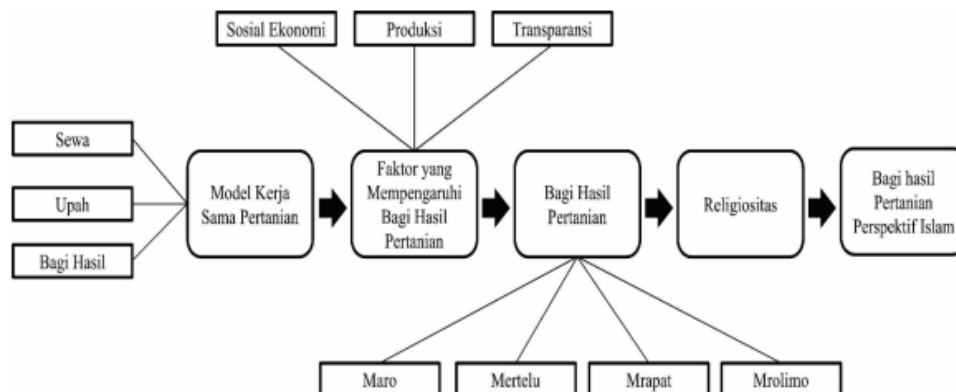 Sosial Ekonomi
Produksi
Transparansi
Sewa
Upah
Bagi Hasil
Model Kerja
Sama Pertanian
Faktor yang
Mempengaruhi
Bagi Hasil
Pertanian
Bagi Hasil
Pertanian
Religiositas
Bagi hasil
Pertanian
Perspektif Islam
Maro
Mertelu
Mrapat
Mrolimo